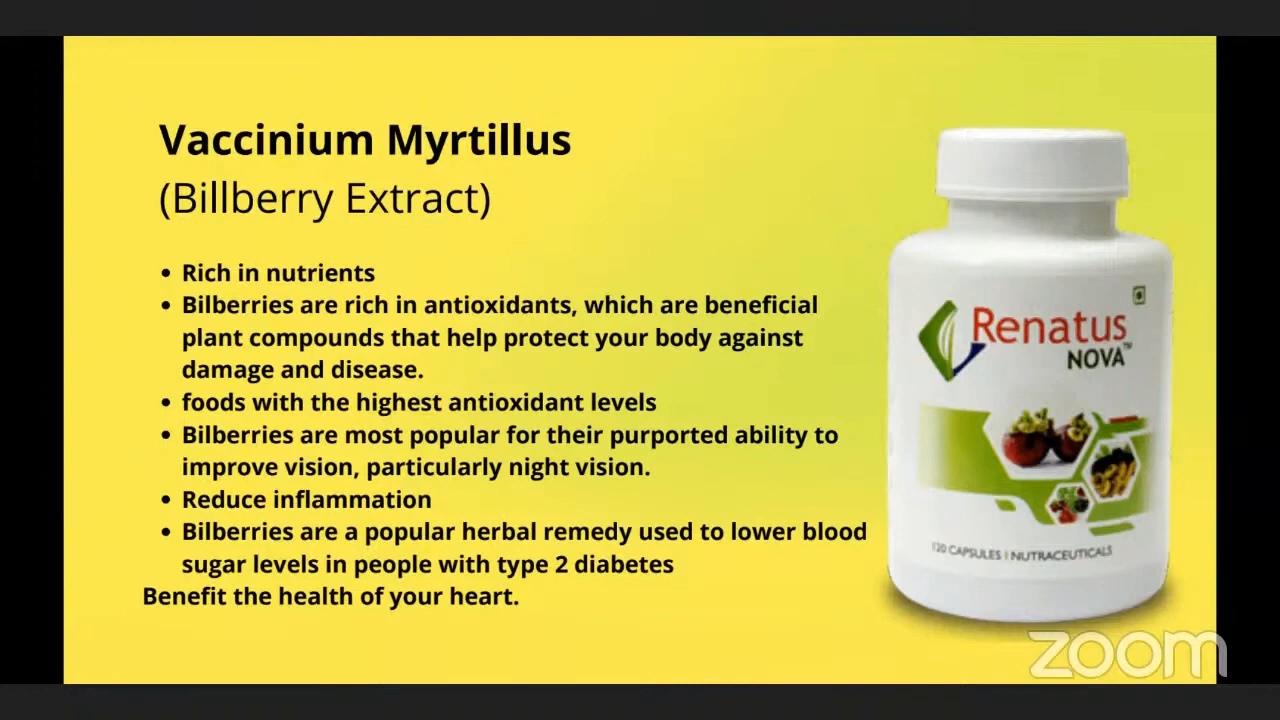 Vaccinium Myrtillus
(Billberry Extract)
• Rich in nutrients
• Bilberries are rich in antioxidants, which are beneficial
plant compounds that help protect your body against
damage and disease.
• foods with the highest antioxidant levels
• Bilberries are most popular for their purported ability to
improve vision, particularly night vision.
• Reduce inflammation
• Bilberries are a popular herbal remedy used to lower blood
sugar levels in people with type 2 diabetes
Benefit the health of your heart.
Renatus
NOVA™
120 CAPSULES | NUTRACEUTICALS
zoom